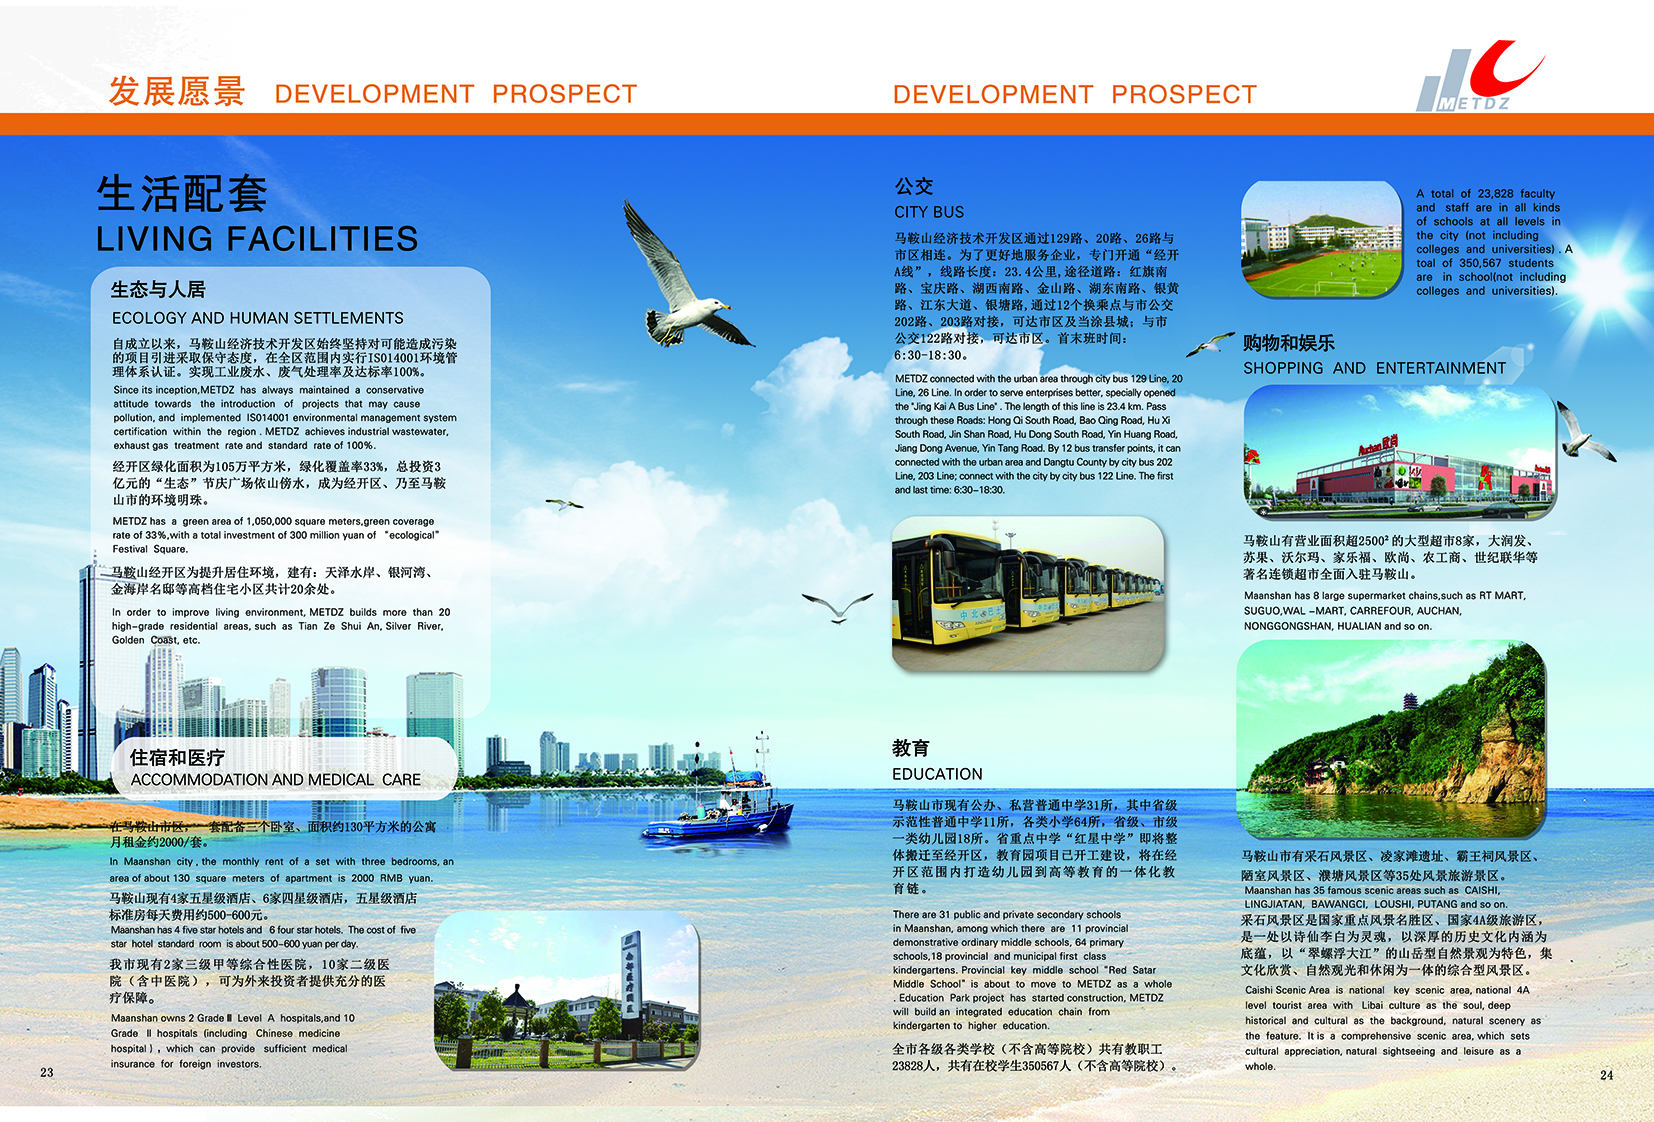 发展愿景 DEVELOPMENT PROSPECT
DEVELOPMENT PROSPECT
METDZ
生活配套
LIVING FACILITIES
生态与人居
ECOLOGY AND HUMAN SETTLEMENTS
自成立以来，马鞍山经济技术开发区始终坚持对可能造成污染
的项目引进采取保守态度，在全区范围内实行ISO14001环境管
理体系认证。实现工业废水、废气处理率及达标率100%。
Since its inception,METDZ has always maintained a conservative
attitude towards the introduction of projects that may cause
pollution, and implemented ISO14001 environmental management system
certification within the region . METDZ achieves industrial wastewater,
exhaust gas treatment rate and standard rate of 100%.
经开区绿化面积为105万平方米，绿化覆盖率33%，总投资3
亿元的“生态”节庆广场依山傍水，成为经开区、乃至马鞍
山市的环境明珠。
METDZ has a green area of 1,050,000 square meters,green coverage
rate of 33%,with a total investment of 300 million yuan of “ecological”
Festival Square.
马鞍山经开区为提升居住环境，建有：天泽水岸、银河湾、
金海岸名邸等高档住宅小区共计20余处。
In order to improve living environment, METDZ builds more than 20
high-grade residential areas, such as Tian Ze Shui An, Silver River,
Golden Coast, etc.
住宿和医疗
ACCOMMODATION AND MEDICAL CARE
在马鞍山市区，一套配备三个卧室、面积约130平方米的公寓
月租金约2000/套。
In Maanshan city , the monthly rent of a set with three bedrooms, an
area of about 130 square meters of apartment is 2000 RMB yuan.
马鞍山现有4家五星级酒店、6家四星级酒店，五星级酒店
标准房每天费用约500-600元。
Maanshan has 4 five star hotels and 6 four star hotels. The cost of five
star hotel standard room is about 500-600 yuan per day.
我市现有2家三级甲等综合性医院，10家二级医
院（含中医院），可为外来投资者提供充分的医
疗保障。
Maanshan owns 2 Grade Ⅲ Level A hospitals,and 10
Grade Ⅱ hospitals (including Chinese medicine
hospital ) , which can provide sufficient medical
insurance for foreign investors.
23
公交
CITY BUS
马鞍山经济技术开发区通过129路、20路、26路与
市区相连。为了更好地服务企业，专门开通“经开
A线”，线路长度：23.4公里,途径道路：红旗南
路、宝庆路、湖西南路、金山路、湖东南路、银黄
路、江东大道、银塘路,通过12个换乘点与市公交
202路、203路对接，可达市区及当涂县城；与市
公交122路对接，可达市区。首末班时间：
6:30-18:30。
METDZ connected with the urban area through city bus 129 Line, 20
Line, 26 Line. In order to serve enterprises better, specially opened
the "Jing Kai A Bus Line" . The length of this line is 23.4 km. Pass
through these Roads: Hong Qi South Road, Bao Qing Road, Hu Xi
South Road, Jin Shan Road, Hu Dong South Road, Yin Huang Road,
Jiang Dong Avenue, Yin Tang Road. By 12 bus transfer points, it can
connected with the urban area and Dangtu County by city bus 202
Line, 203 Line; connect with the city by city bus 122 Line. The first
and last time: 6:30-18:30.
中北巴士
教育
EDUCATION
马鞍山市现有公办、私营普通中学31所，其中省级
示范性普通中学11所，各类小学64所，省级、市级
一类幼儿园18所。省重点中学“红星中学”即将整
体搬迁至经开区，教育园项目已开工建设，将在经
开区范围内打造幼儿园到高等教育的一体化教
育链。
There are 31 public and private secondary schools
in Maanshan, among which there are 11 provincial
demonstrative ordinary middle schools, 64 primary
schools,18 provincial and municipal first class
kindergartens. Provincial key middle school "Red Satar
Middle School" is about to move to METDZ as a whole
. Education Park project has started construction, METDZ
will build an integrated education chain from
kindergarten to higher education.
全市各级各类学校（不含高等院校）共有教职工
23828人，共有在校学生350567人（不含高等院校）。
A total of 23,828 faculty
and staff are in all kinds
of schools at all levels in
the city (not including
colleges and universities) . A
toal of 350,567 students
are in school(not including
colleges and universities).
购物和娱乐
SHOPPING AND ENTERTAINMENT
Auchan 欧尚
马鞍山有营业面积超2500²的大型超市8家，大润发、
苏果、沃尔玛、家乐福、欧尚、农工商、世纪联华等
著名连锁超市全面入驻马鞍山。
Maanshan has 8 large supermarket chains,such as RT MART,
SUGUO,WAL -MART, CARREFOUR, AUCHAN,
NONGGONGSHAN, HUALIAN and so on.
马鞍山市有采石风景区、凌家滩遗址、霸王祠风景区、
陋室风景区、濮塘风景区等35处风景旅游景区。
Maanshan has 35 famous scenic areas such as CAISHI,
LINGJIATAN, BAWANGCI, LOUSHI, PUTANG and so on.
采石风景区是国家重点风景名胜区、国家4A级旅游区，
是一处以诗仙李白为灵魂，以深厚的历史文化内涵为
底蕴，以“翠螺浮大江”的山岳型自然景观为特色，集
文化欣赏、自然观光和休闲为一体的综合型风景区。
Caishi Scenic Area is national key scenic area, national 4A
level tourist area with Libai culture as the soul, deep
historical and cultural as the background, natural scenery as
the feature. It is a comprehensive scenic area, which sets
cultural appreciation, natural sightseeing and leisure as a
whole.
24